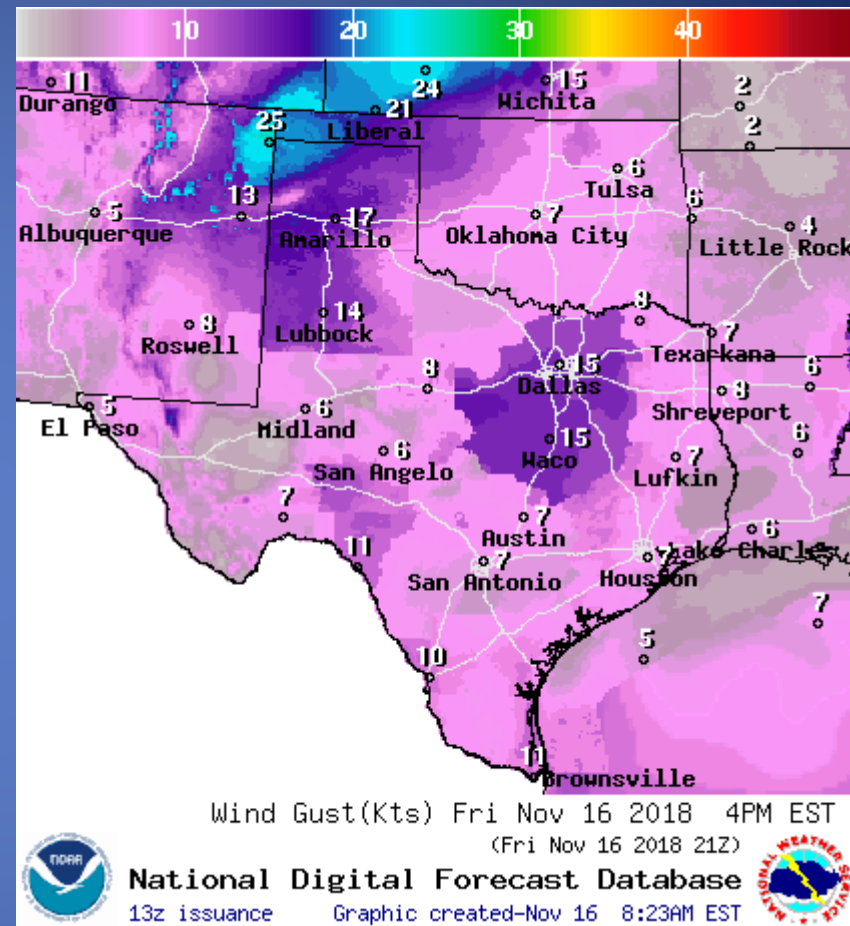 10 20 30 40
11 24 15 2
Durango Wichita
25 21 2
Liberal
6
Tulsa
5 13 17 7 6 4
Albuquerque Amarillo Oklahoma City Little Rock
8 14 8 7
Roswell Lubbock Texarkana
15
8 Dallas 8 6
5 6 Shreveport
El Paso Midland
6 15 7 6
San Angelo Waco Lufkin
7 7 6
Austin
11 7 Lake Charles
San Antonio Houston
7
5
10
11
Brownsville
Wind Gust(Kts) Fri Nov 16 2018 4PM EST
(Fri Nov 16 2018 21Z)
NOAA
National Digital Forecast Database
13z issuance Graphic created-Nov 16 8:23AM EST
NATIONAL WEATHER SERVICE